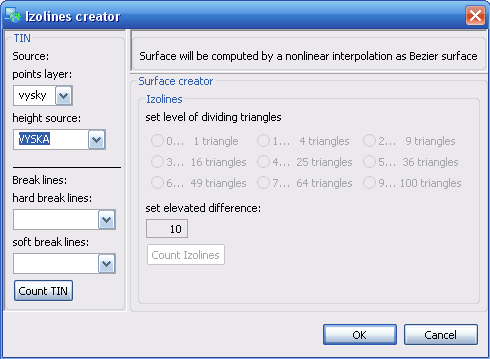 Izolines creator
TIN
Source:
points layer:
vysky
height source:
VYSKA
Break lines:
hard break lines:
soft break lines:
Count TIN
Surface will be computed by a nonlinear interpolation as Bezier surface
Surface creator
Izolines
set level of dividing triangles
0... 1 triangle 1... 4 triangles 2... 9 triangles
3... 16 triangles 4... 25 triangles 5... 36 triangles
6... 49 triangles 7... 64 triangles 9... 100 triangles
set elevated difference:
10
Count Izolines
OK Cancel